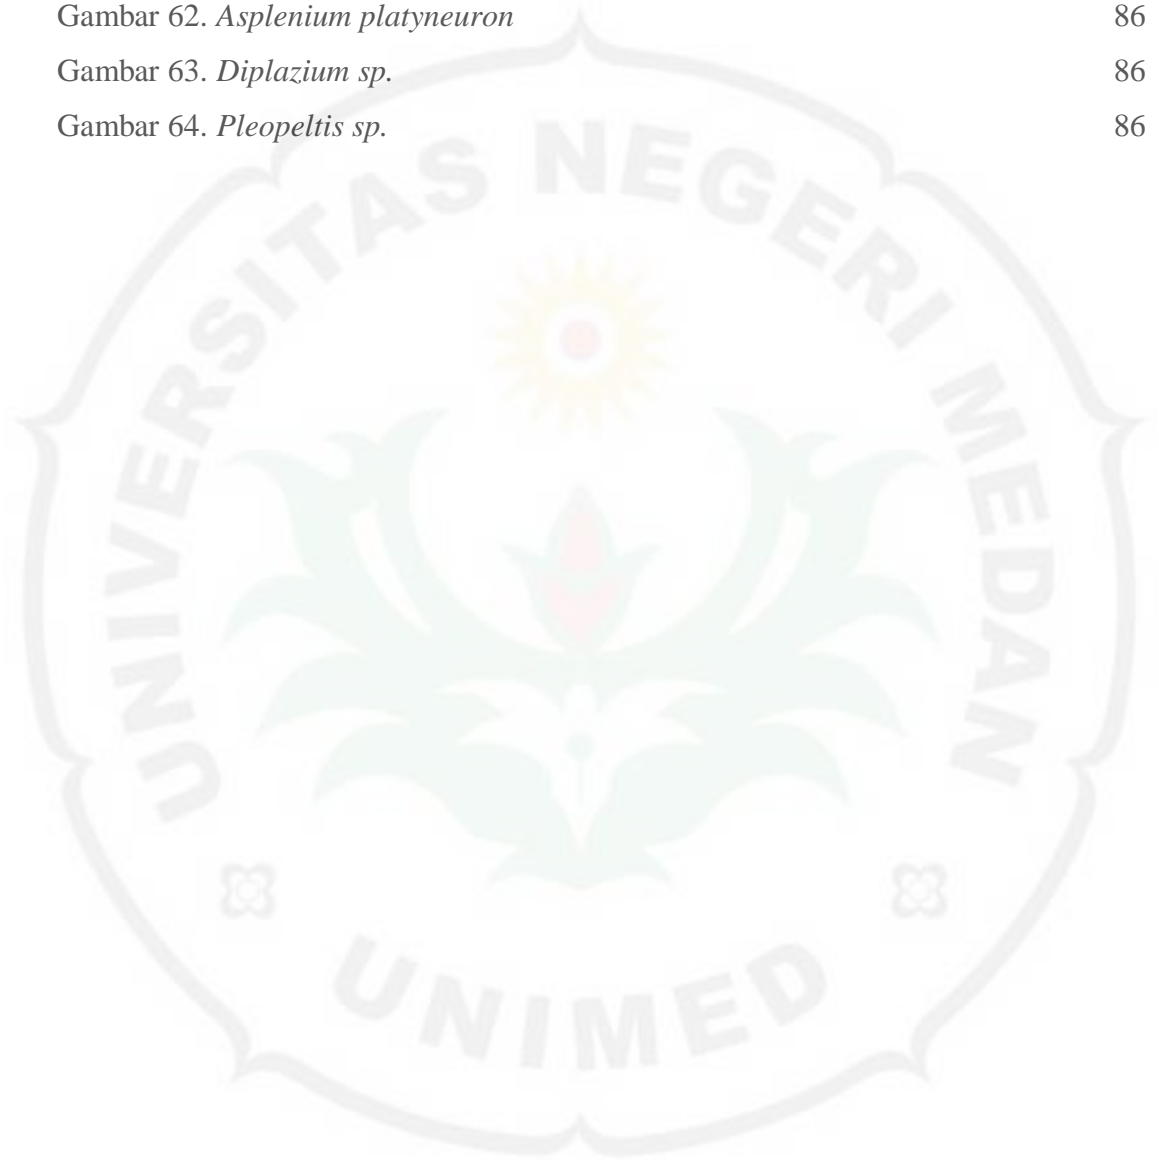 Gambar 62. Asplenium platyneuron 86
Gambar 63. Diplazium sp. 86
Gambar 64. Pleopeltis sp. 86
UNIVERSITAS NEGERI MEDAN
UNIMED